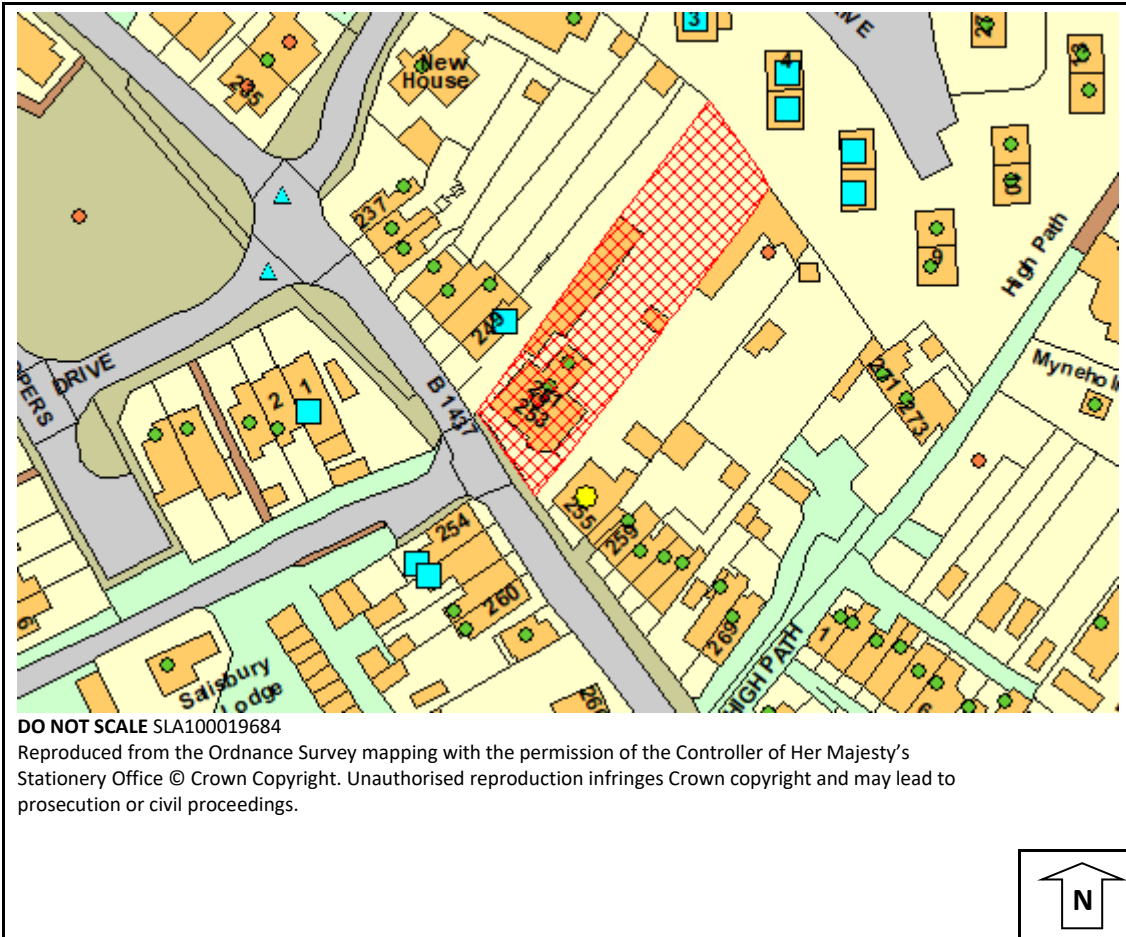 3
4
New
House
235
237
249
251
253
B 1437
DRIVE
2 1
254
260
255
259
269
271
273
9
10
High Path
HIGH PATH
1
6
Salisbury
Lodge
DO NOT SCALE SLA100019684
Reproduced from the Ordnance Survey mapping with the permission of the Controller of Her Majesty’s
Stationery Office © Crown Copyright. Unauthorised reproduction infringes Crown copyright and may lead to
prosecution or civil proceedings.
N